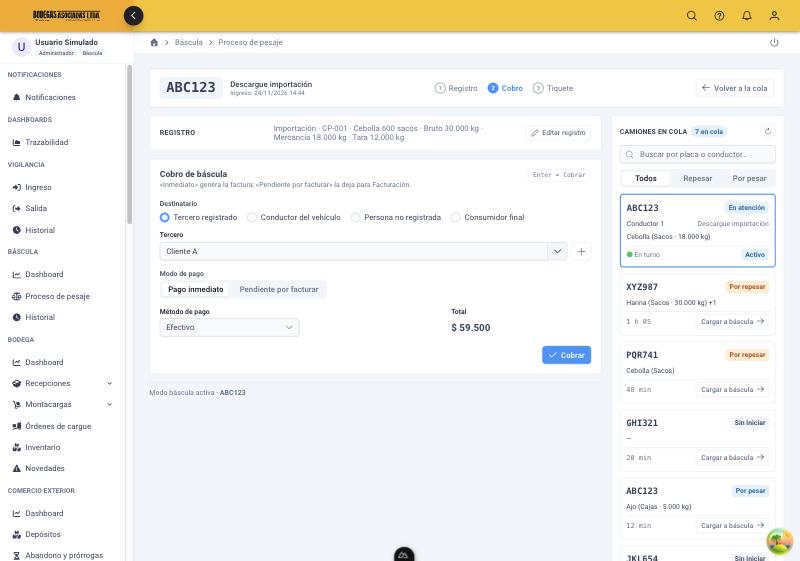 BODEGAS ASOCIADAS LTDA
U
Usuario Simulado
Administrador Báscula
NOTIFICACIONES
Notificaciones
DASHBOARDS
Trazabilidad
VIGILANCIA
Ingreso
Salida
Historial
BÁSCULA
Dashboard
Proceso de pesaje
Historial
BODEGA
Dashboard
Recepciones
Montacargas
Órdenes de cargue
Inventario
Novedades
COMERCIO EXTERIOR
Dashboard
Depósitos
Abandono y prórrogas
Báscula
Proceso de pesaje
ABC123
Descargue importación
Ingreso: 24/11/2026 14:44
1 Registro
2 Cobro
3 Tiquete
Volver a la cola
REGISTRO
Importación · CP-001 · Cebolla 600 sacos · Bruto 30.000 kg ·
Mercancía 18.000 kg · Tara 12.000 kg
Editar registro
Cobro de báscula
«Inmediato» genera la factura; «Pendiente por facturar» la deja para Facturación.
Enter = Cobrar
Destinatario
Tercero registrado
Conductor del vehículo
Persona no registrada
Consumidor final
Tercero
Cliente A
Modo de pago
Pago inmediato
Pendiente por facturar
Método de pago
Efectivo
Total
$ 59.500
Cobrar
Modo báscula activa · ABC123
CAMIONES EN COLA
7 en cola
Buscar por placa o conductor...
Todos
Repesar
Por pesar
ABC123
En atención
Conductor 1
Descargue importación
Cebolla (Sacos · 18.000 kg)
En turno
Activo
XYZ987
Por repesar
Harina (Sacos · 30.000 kg) +1
1 h 05
Cargar a báscula
PQR741
Por repesar
Cebolla (Sacos)
48 min
Cargar a báscula
GHI321
Sin iniciar
—
20 min
Cargar a báscula
ABC123
Por pesar
Ajo (Cajas · 5.000 kg)
12 min
Cargar a báscula
JKL654
Sin iniciar